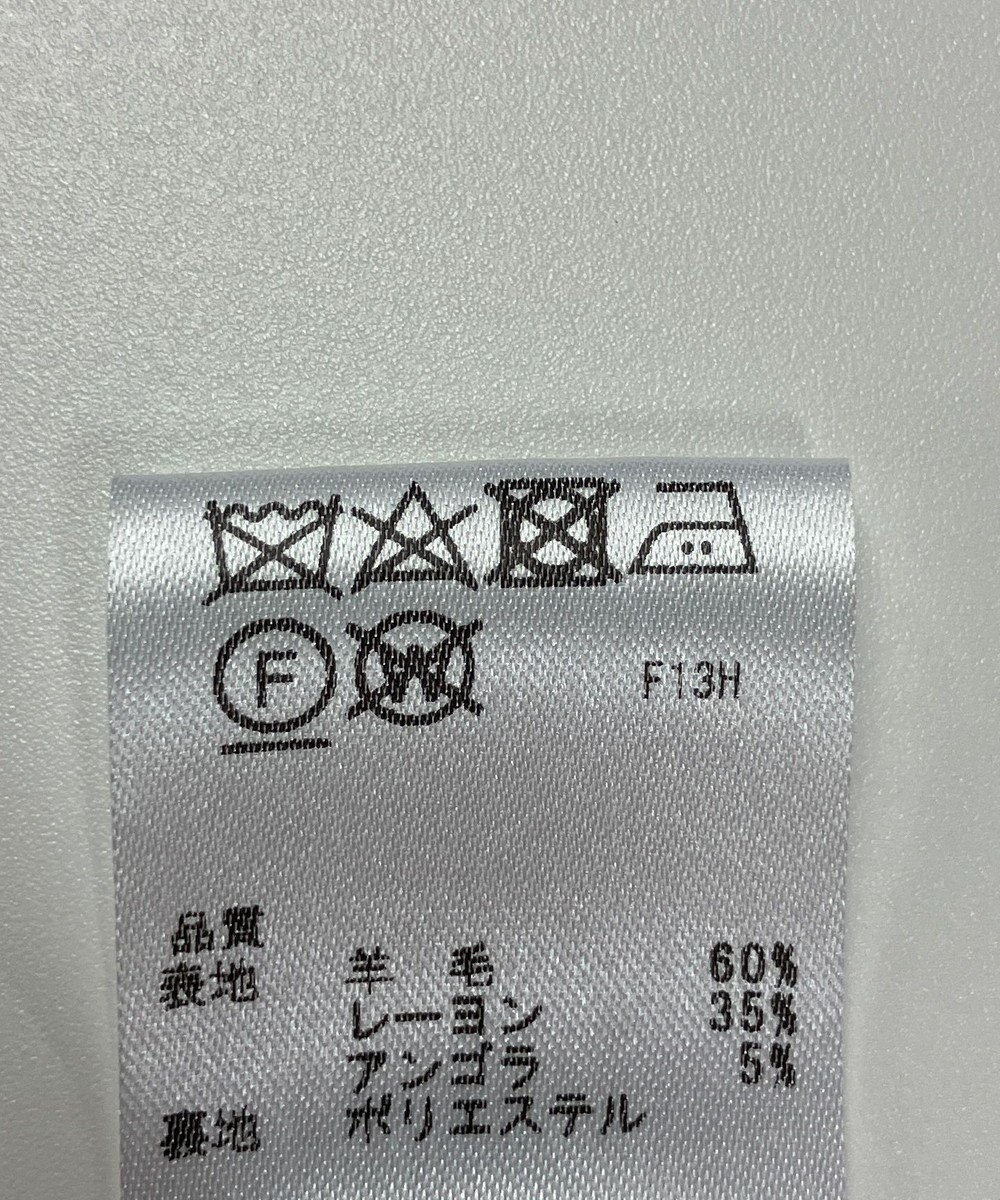 F W F13H
品質
表地 羊 毛 60%
レーヨン 35%
アンゴラ 5%
裏地 ポリエステル